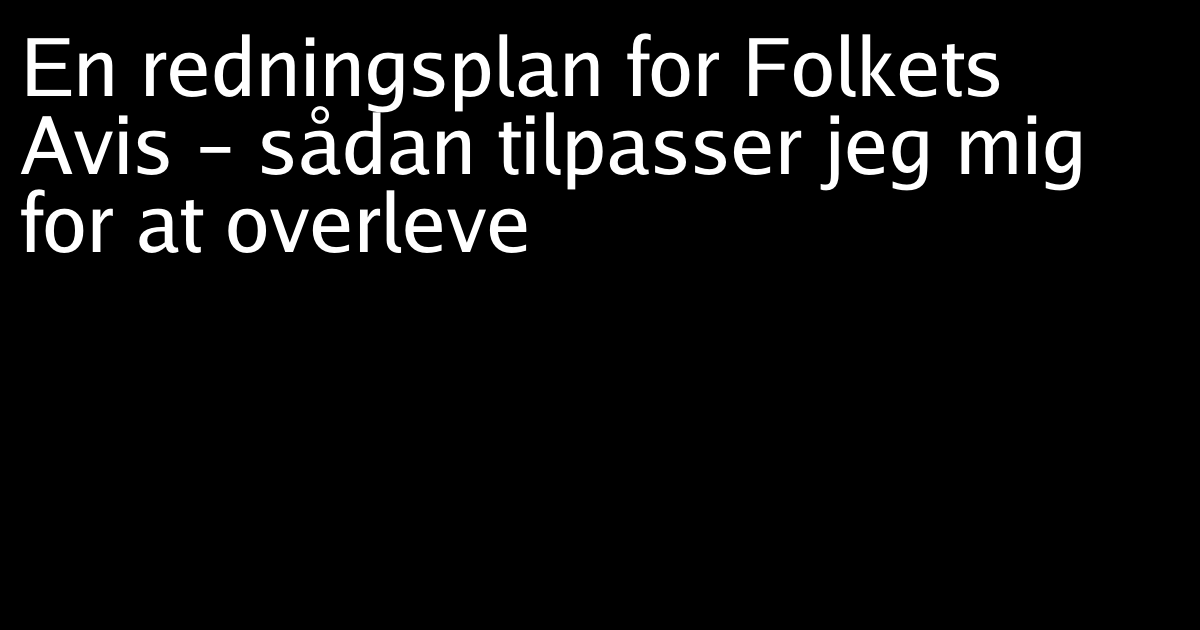 En redningsplan for Folkets
Avis – sådan tilpasser jeg mig
for at overleve